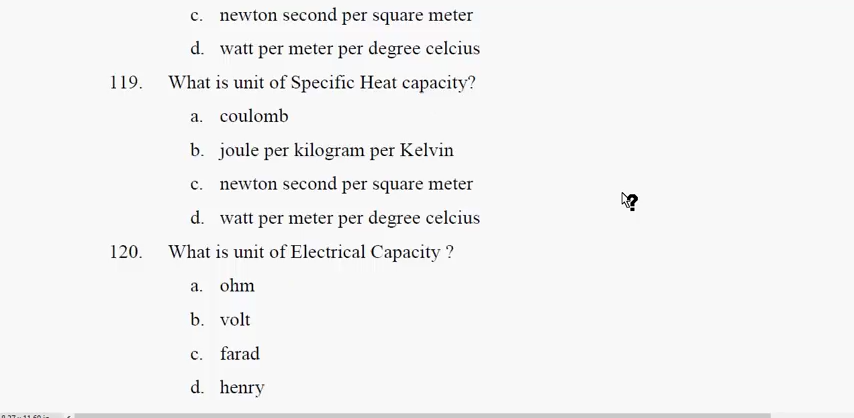 c. newton second per square meter
d. watt per meter per degree celcius
119. What is unit of Specific Heat capacity?
a. coulomb
b. joule per kilogram per Kelvin
c. newton second per square meter
d. watt per meter per degree celcius
120. What is unit of Electrical Capacity ?
a. ohm
b. volt
c. farad
d. henry